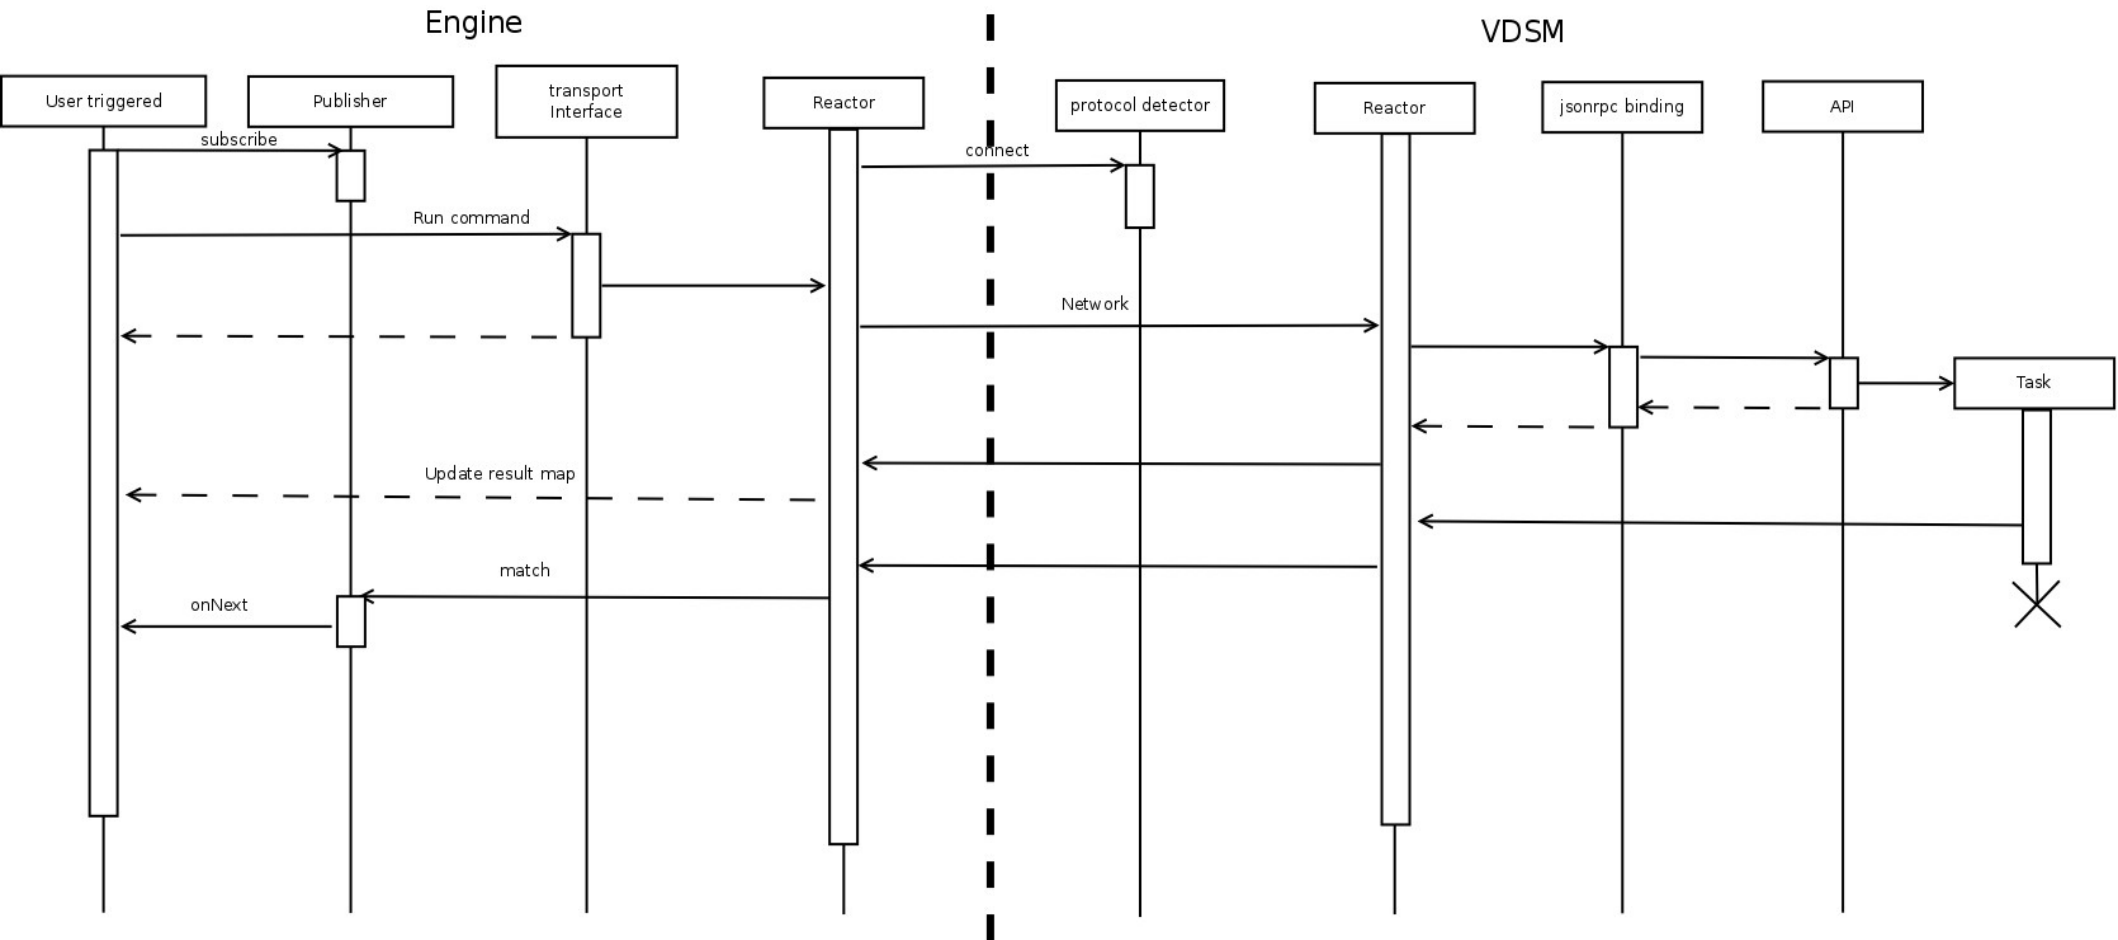 Engine
VDSM
User triggered
Publisher
transport
Interface
Reactor
protocol detector
Reactor
jsonrpc binding
API
subscribe
connect
Run command
Network
Task
Update result map
match
onNext